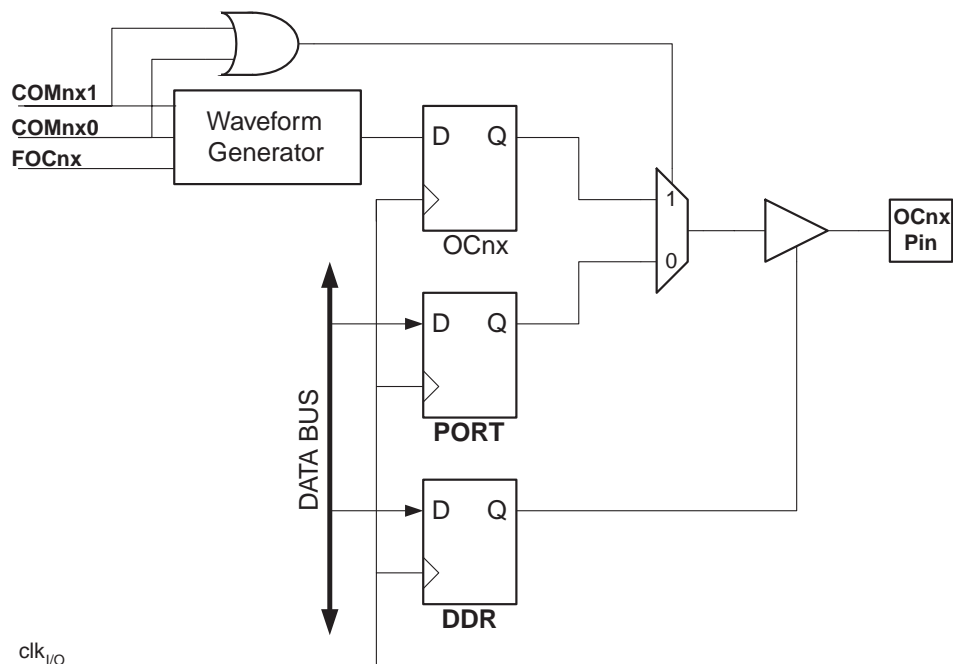 COMnx1
COMnx0
FOCnx
Waveform
Generator
D Q
OCnx
1
0
OCnx
Pin
D Q
PORT
DATA BUS
D Q
DDR
clkI/O